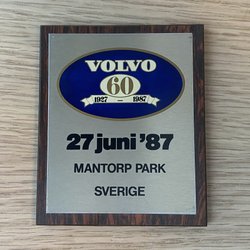 VOLVO
60
1927 – 1987
27 juni '87
MANTORP PARK
SVERIGE